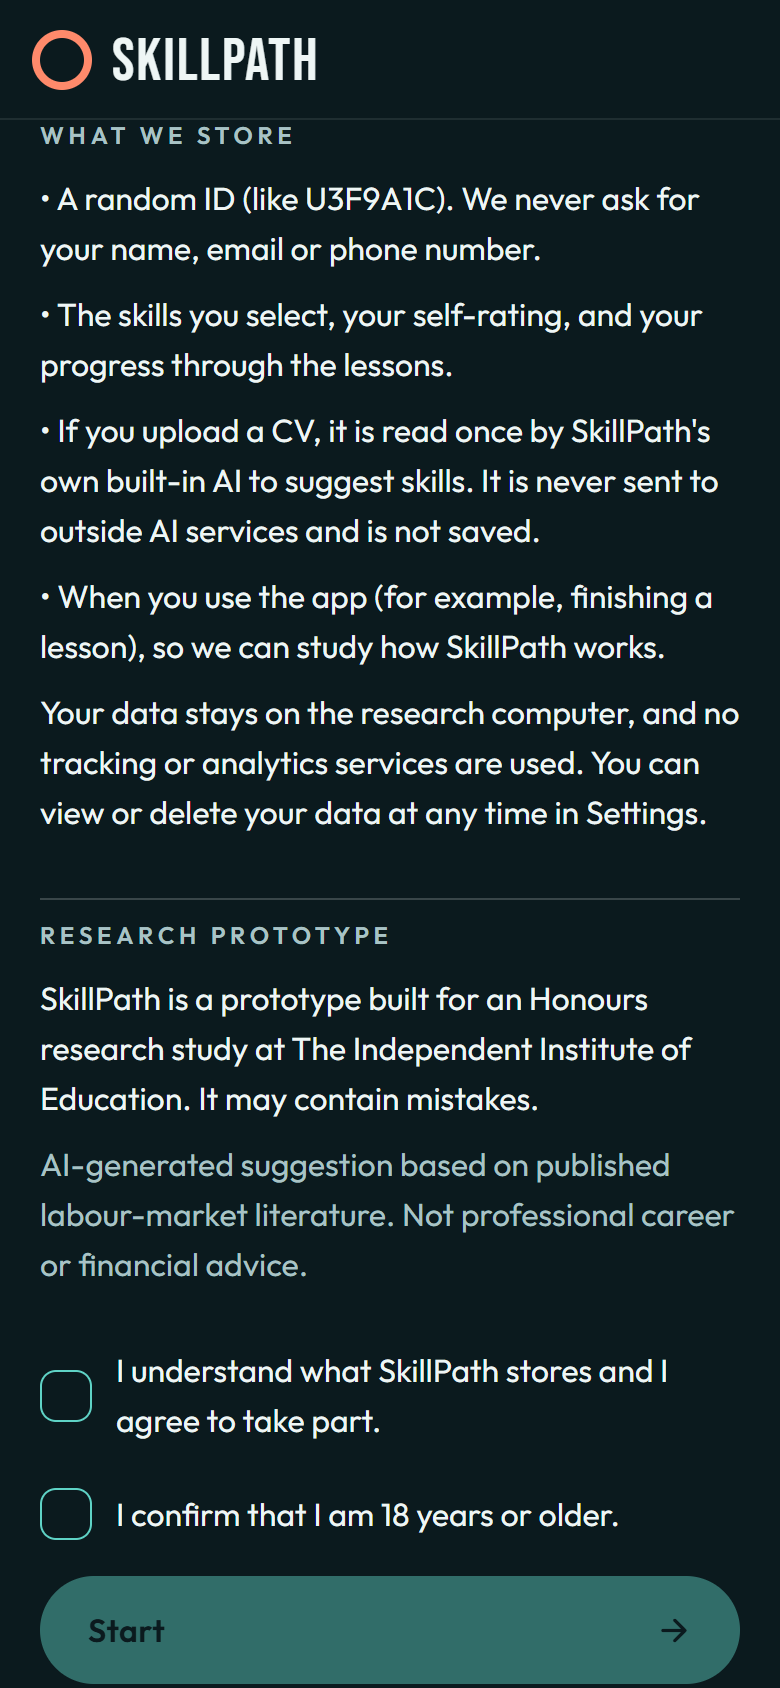 SKILLPATH
WHAT WE STORE
• A random ID (like U3F9A1C). We never ask for
your name, email or phone number.
• The skills you select, your self-rating, and your
progress through the lessons.
• If you upload a CV, it is read once by SkillPath's
own built-in AI to suggest skills. It is never sent to
outside AI services and is not saved.
• When you use the app (for example, finishing a
lesson), so we can study how SkillPath works.
Your data stays on the research computer, and no
tracking or analytics services are used. You can
view or delete your data at any time in Settings.
RESEARCH PROTOTYPE
SkillPath is a prototype built for an Honours
research study at The Independent Institute of
Education. It may contain mistakes.
AI-generated suggestion based on published
labour-market literature. Not professional career
or financial advice.
I understand what SkillPath stores and I
agree to take part.
I confirm that I am 18 years or older.
Start →